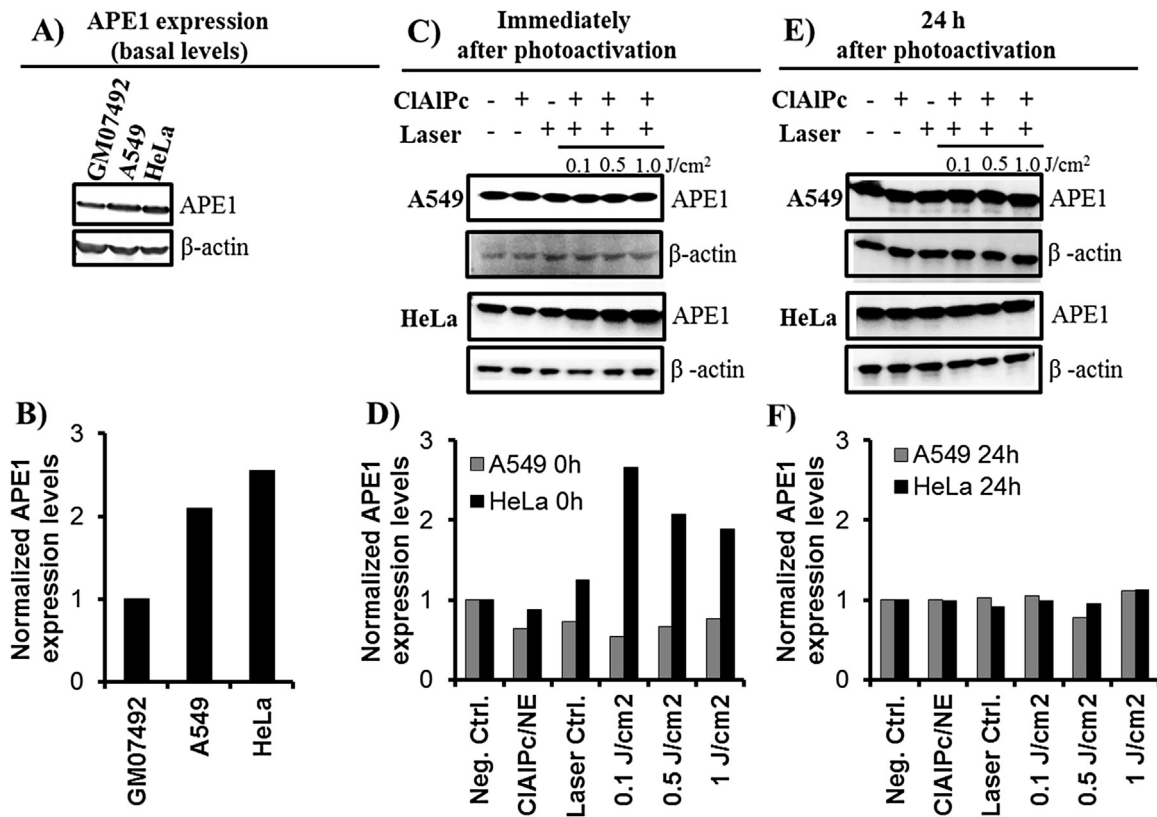 A) APE1 expression
(basal levels)
GM07492
A549
HeLa
APE1
β-actin
B)
Normalized APE1
expression levels
3
2
1
0
GM07492
A549
HeLa
C) Immediately
after photoactivation
ClAlPc - + - + + +
Laser - - + + + +
0.1 0.5 1.0 J/cm2
A549 APE1
β-actin
HeLa APE1
β -actin
D)
Normalized APE1
expression levels
3
2
1
0
A549 0h
HeLa 0h
Neg. Ctrl.
ClAlPc/NE
Laser Ctrl.
0.1 J/cm2
0.5 J/cm2
1 J/cm2
E) 24 h
after photoactivation
ClAlPc - + - + + +
Laser - - + + + +
0.1 0.5 1.0 J/cm2
A549 APE1
β-actin
HeLa APE1
β -actin
F)
Normalized APE1
expression levels
3
2
1
0
A549 24h
HeLa 24h
Neg. Ctrl.
ClAlPc/NE
Laser Ctrl.
0.1 J/cm2
0.5 J/cm2
1 J/cm2